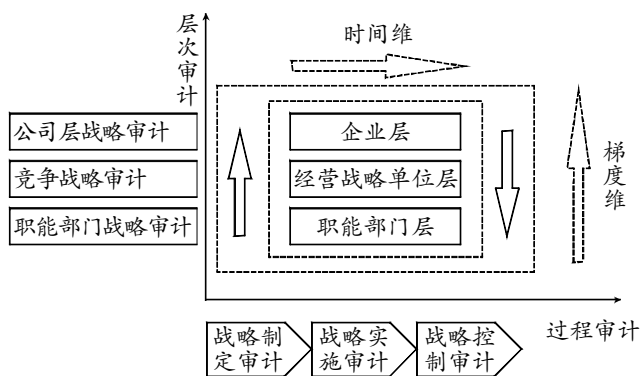 层次审计
时间维
公司层战略审计
企业层
竞争战略审计
经营战略单位层
职能部门战略审计
职能部门层
梯度维
战略制
定审计
战略实
施审计
战略控
制审计
过程审计